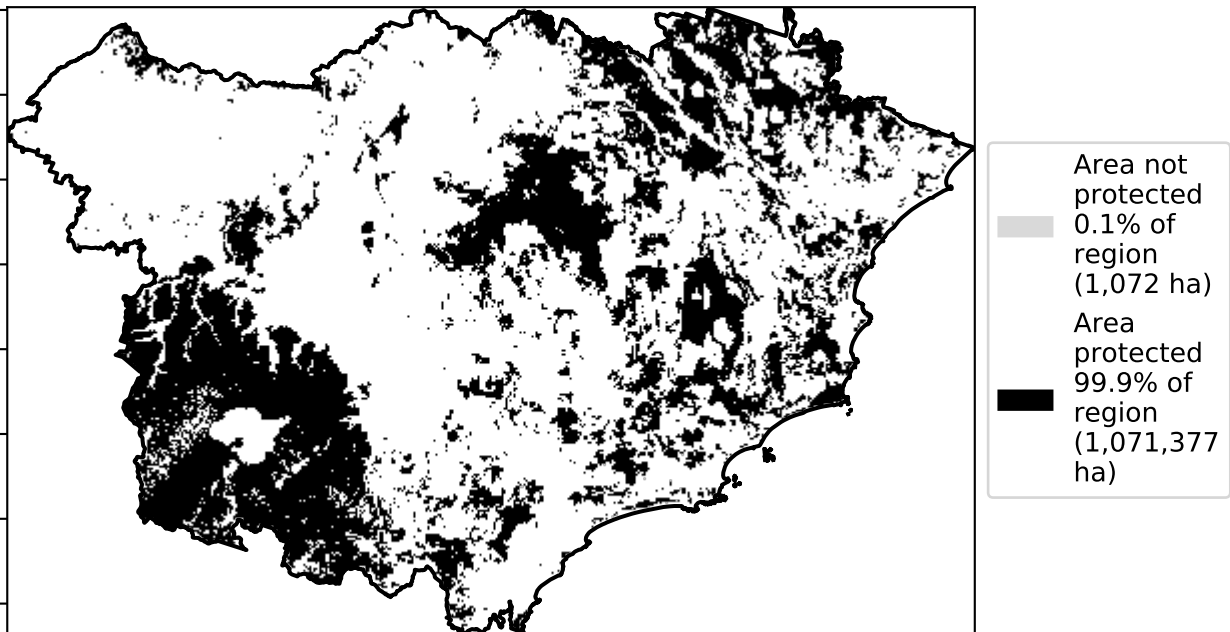 Area not
protected
0.1% of
region
(1,072 ha)
Area
protected
99.9% of
region
(1,071,377
ha)